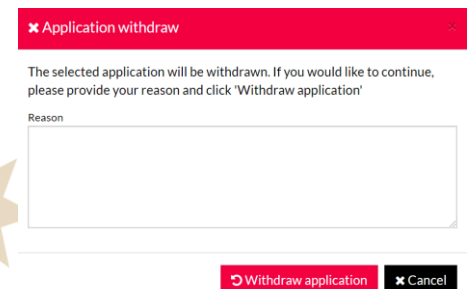 Application withdraw
The selected application will be withdrawn. If you would like to continue,
please provide your reason and click 'Withdraw application'
Reason
Withdraw application
Cancel